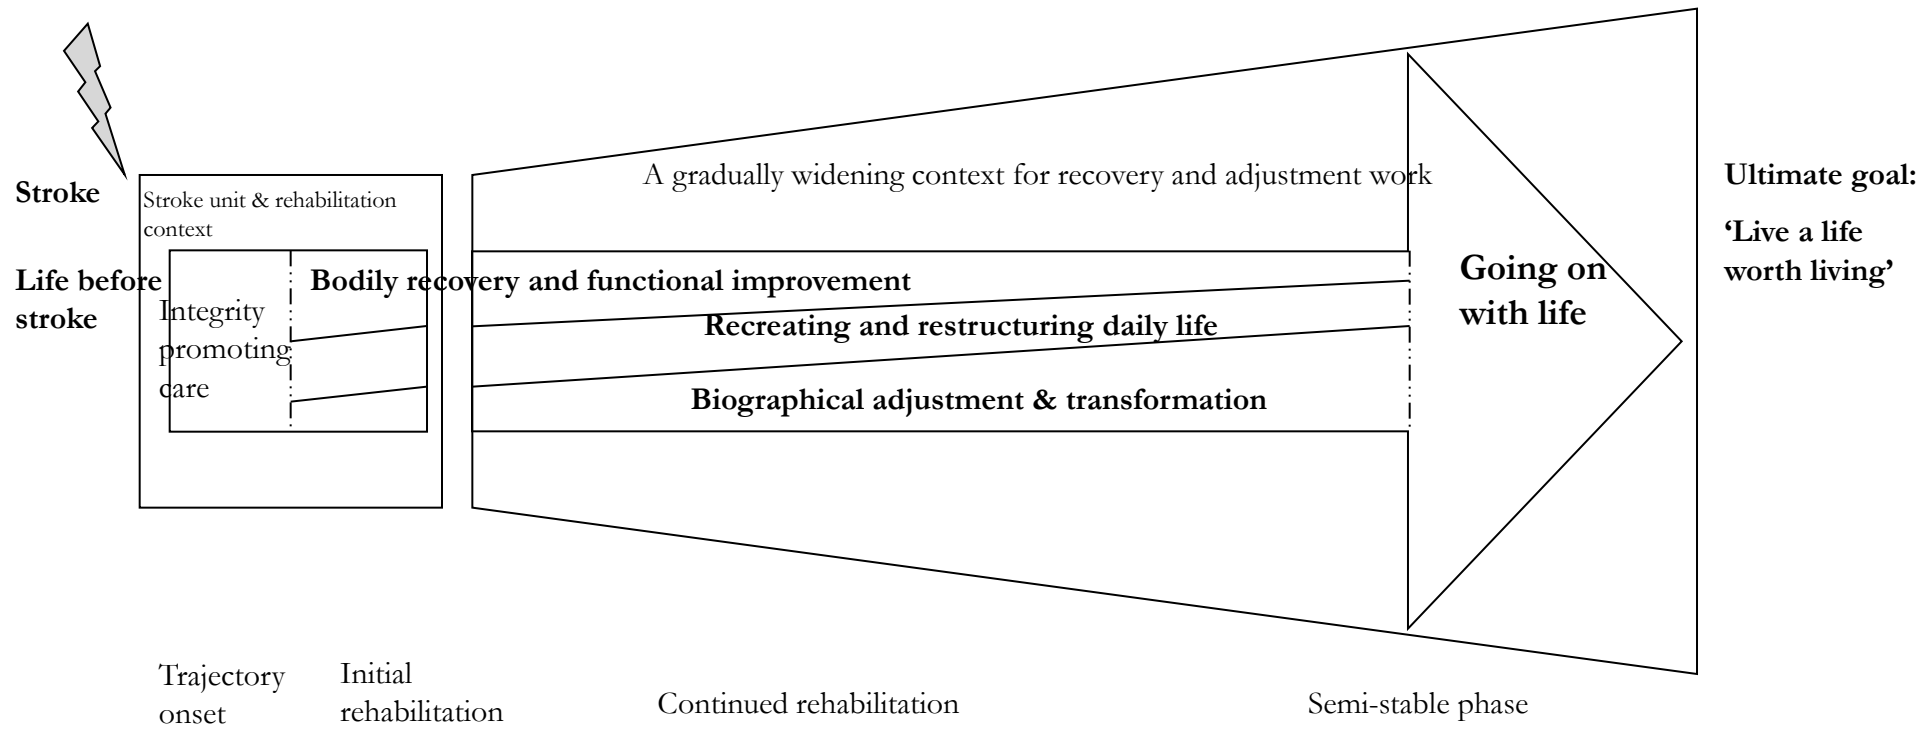 Stroke
Life before
stroke
Stroke unit & rehabilitation
context
Integrity
promoting
care
A gradually widening context for recovery and adjustment work
Bodily recovery and functional improvement
Recreating and restructuring daily life
Biographical adjustment & transformation
Going on
with life
Ultimate goal:
‘Live a life
worth living’
Trajectory
onset
Initial
rehabilitation
Continued rehabilitation
Semi-stable phase